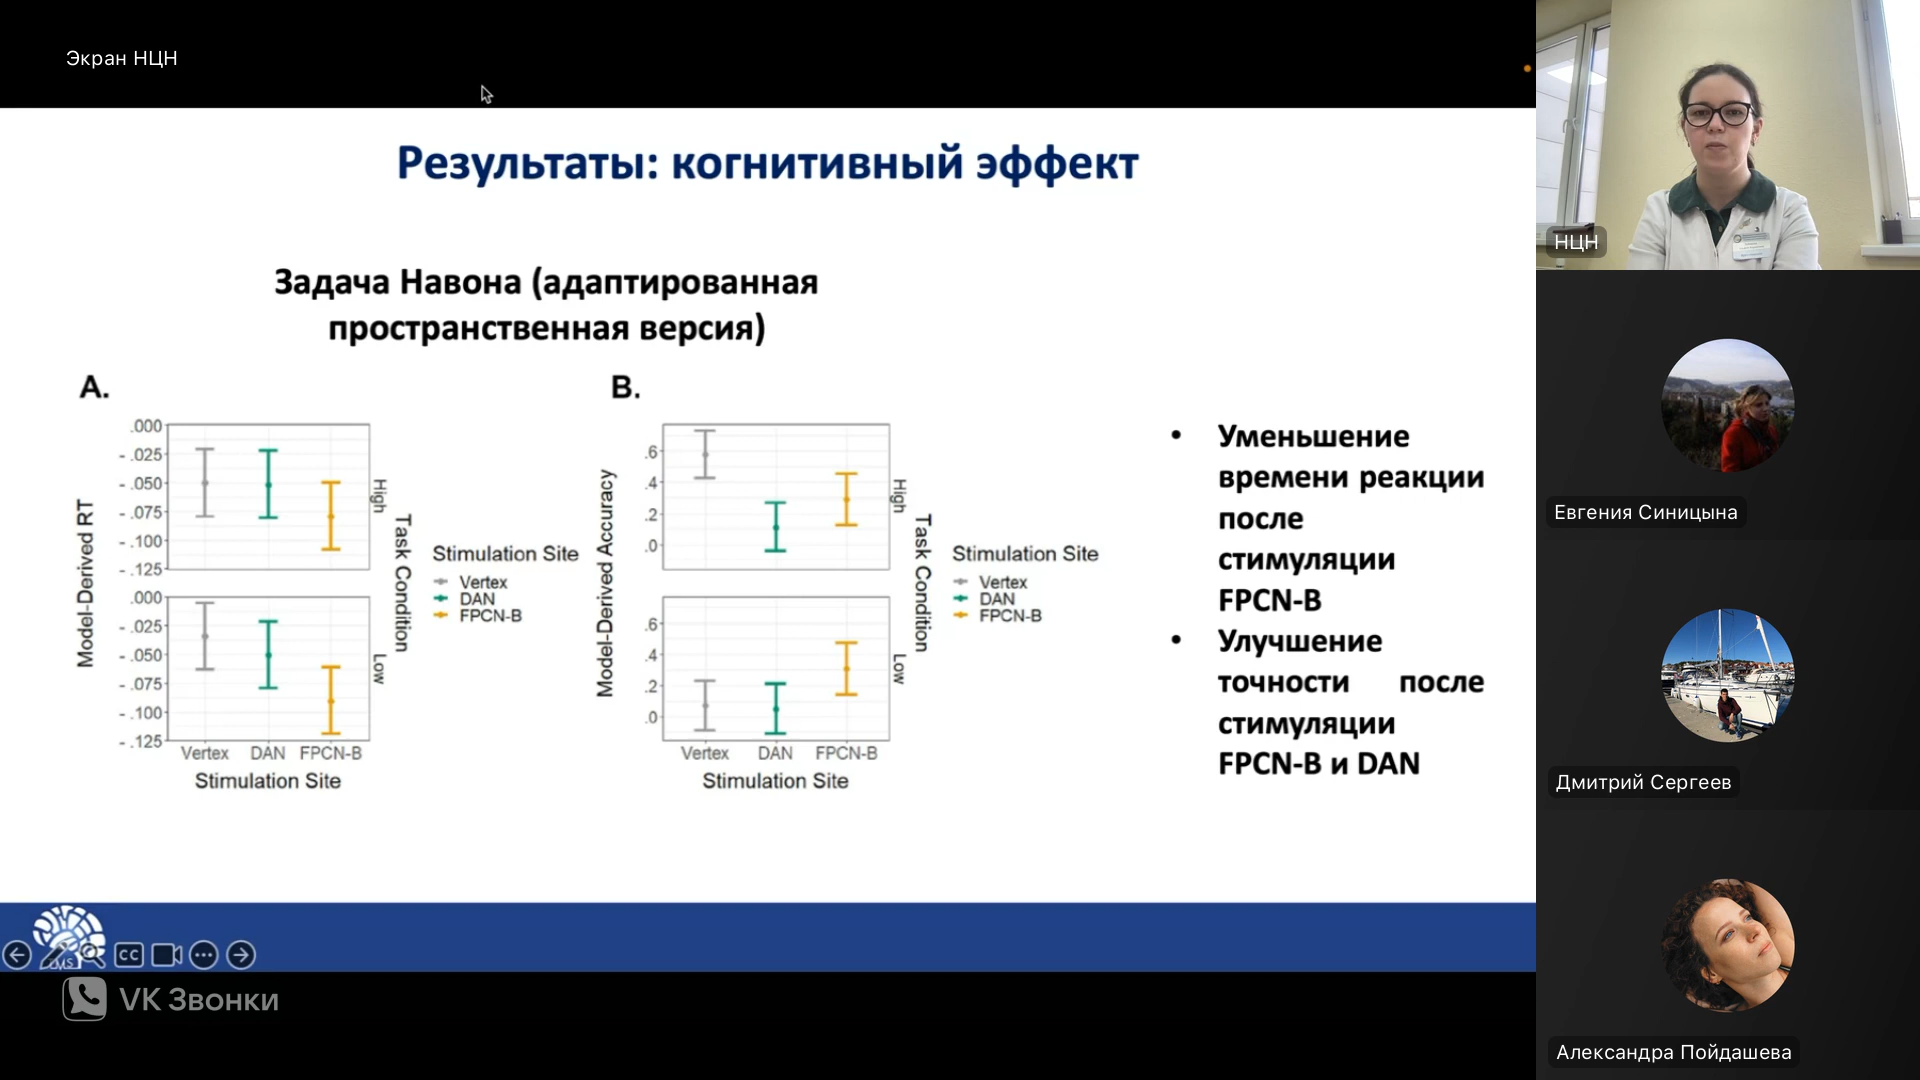 Экран НЦН
Результаты: когнитивный эффект
Задача Навона (адаптированная
пространственная версия)
A.
Model-Derived RT
.000
- .025
- .050
- .075
- .100
- .125
High
.000
- .025
- .050
- .075
- .100
- .125
Low
Task Condition
Vertex DAN FPCN-B
Stimulation Site
Stimulation Site
Vertex
DAN
FPCN-B
B.
Model-Derived Accuracy
.6
.4
.2
.0
High
.6
.4
.2
.0
Low
Task Condition
Vertex DAN FPCN-B
Stimulation Site
Stimulation Site
Vertex
DAN
FPCN-B
• Уменьшение
времени реакции
после
стимуляции
FPCN-B
• Улучшение
точности после
стимуляции
FPCN-B и DAN
CC
VK Звонки
НЦН
Евгения Синицына
Дмитрий Сергеев
Александра Пойдашева